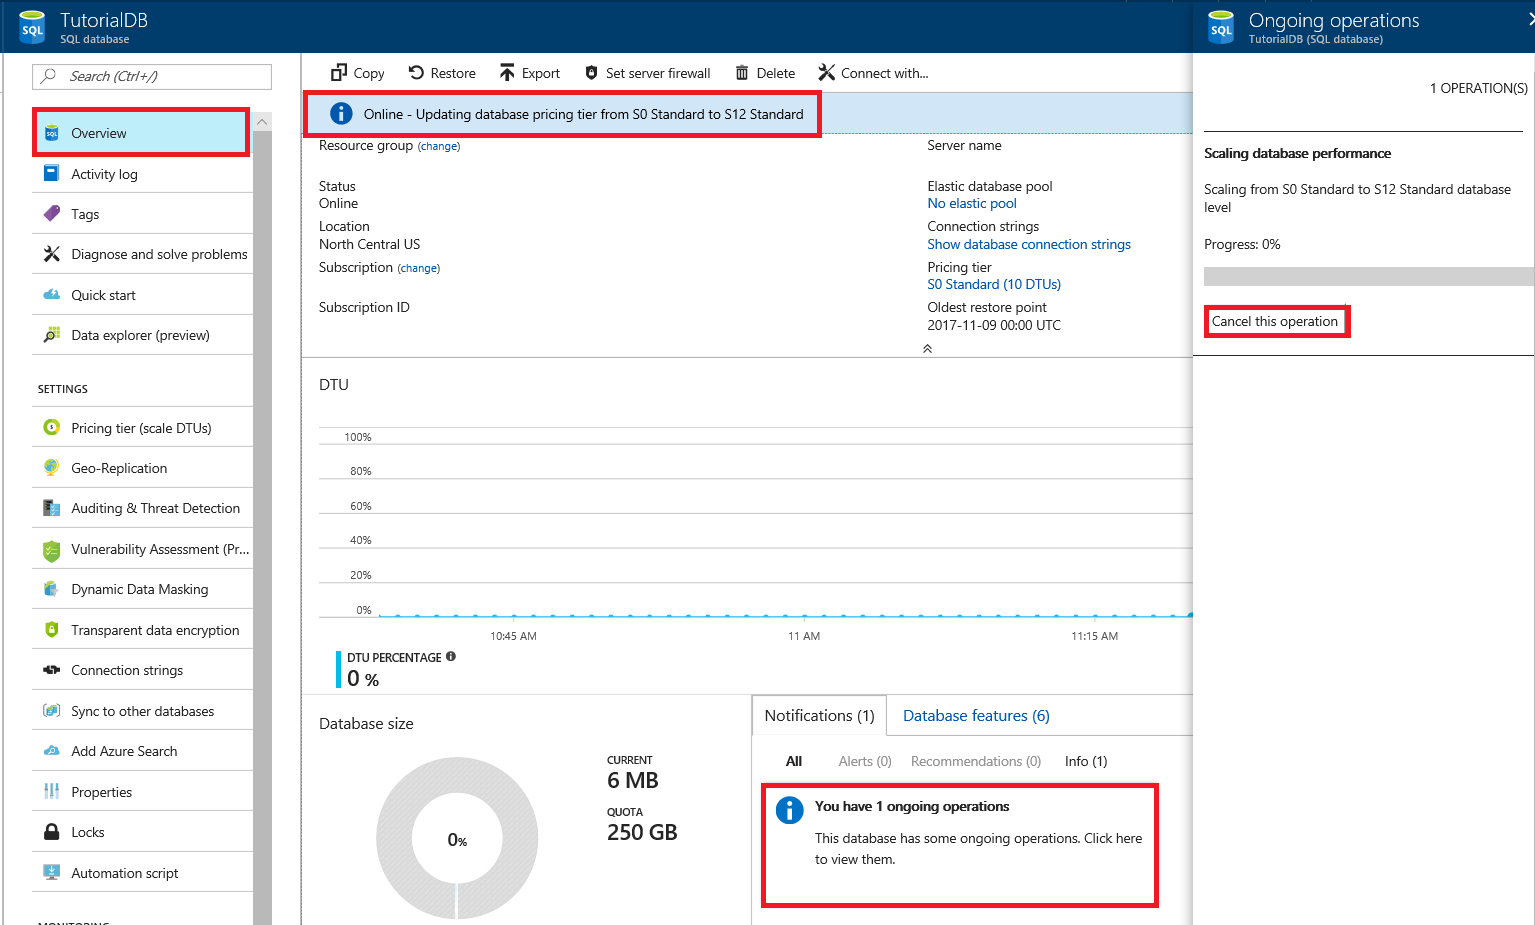 SQL
TutorialDB
SQL database
Search (Ctrl+/)
SQL
Overview
Activity log
Tags
Diagnose and solve problems
Quick start
Data explorer (preview)
SETTINGS
Pricing tier (scale DTUs)
Geo-Replication
Auditing & Threat Detection
Vulnerability Assessment (Pr...
Dynamic Data Masking
Transparent data encryption
Connection strings
Sync to other databases
Add Azure Search
Properties
Locks
Automation script
MONITORING
Copy Restore Export Set server firewall Delete Connect with...
Online - Updating database pricing tier from S0 Standard to S12 Standard
Resource group (change)
Status
Online
Location
North Central US
Subscription (change)
Subscription ID
Server name
Elastic database pool
No elastic pool
Connection strings
Show database connection strings
Pricing tier
S0 Standard (10 DTUs)
Oldest restore point
2017-11-09 00:00 UTC
DTU
100%
80%
60%
40%
20%
0%
10:45 AM 11 AM 11:15 AM
DTU PERCENTAGE
0 %
Database size
0%
CURRENT
6 MB
QUOTA
250 GB
Notifications (1) Database features (6)
All Alerts (0) Recommendations (0) Info (1)
You have 1 ongoing operations
This database has some ongoing operations. Click here
to view them.
SQL
Ongoing operations
TutorialDB (SQL database)
1 OPERATION(S)
Scaling database performance
Scaling from S0 Standard to S12 Standard database
level
Progress: 0%
Cancel this operation